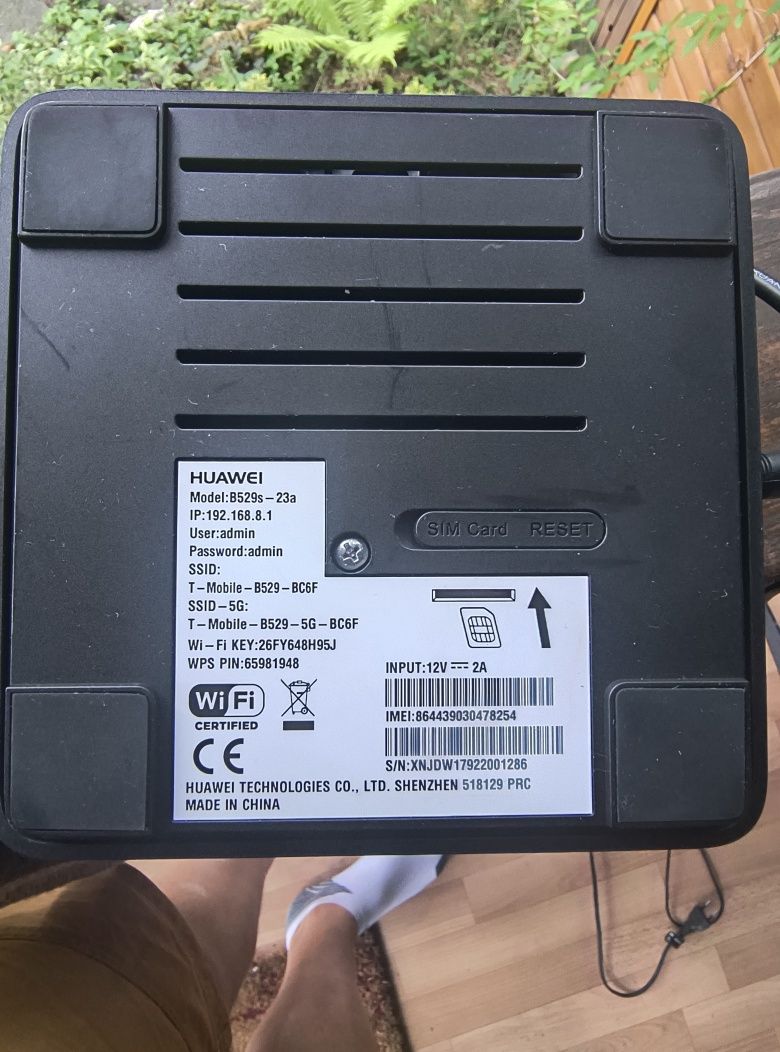 HUAWEI
Model:B529s-23a
IP:192.168.8.1
User:admin
Password:admin
SSID:
T-Mobile-B529-BC6F
SSID-5G:
T-Mobile-B529-5G-BC6F
Wi-Fi KEY:26FY648H95J
WPS PIN:65981948
Wi Fi
CERTIFIED
CE
SIM Card RESET
INPUT:12V ⎓ 2A
IMEI:864439030478254
S/N:XNJDW17922001286
HUAWEI TECHNOLOGIES CO., LTD. SHENZHEN 518129 PRC
MADE IN CHINA